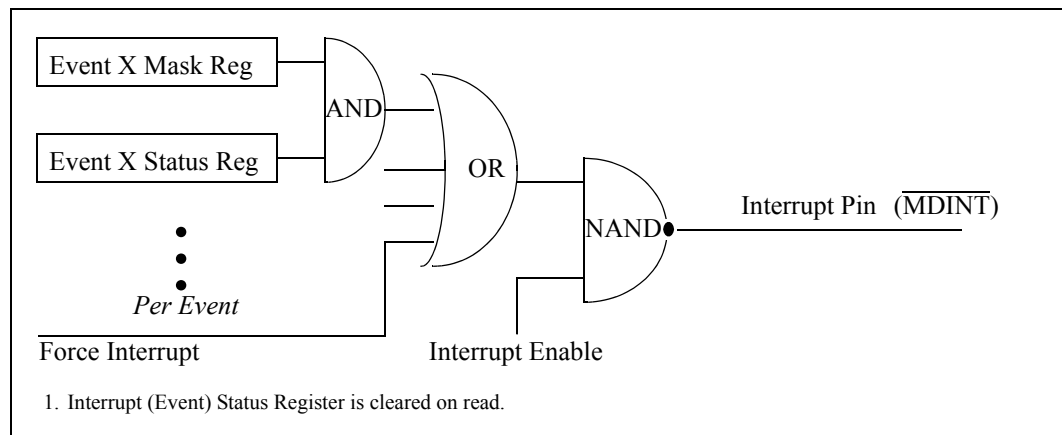 Event X Mask Reg
AND
Event X Status Reg
OR
NAND
Interrupt Pin (MDINT)
Per Event
Force Interrupt
Interrupt Enable
1. Interrupt (Event) Status Register is cleared on read.